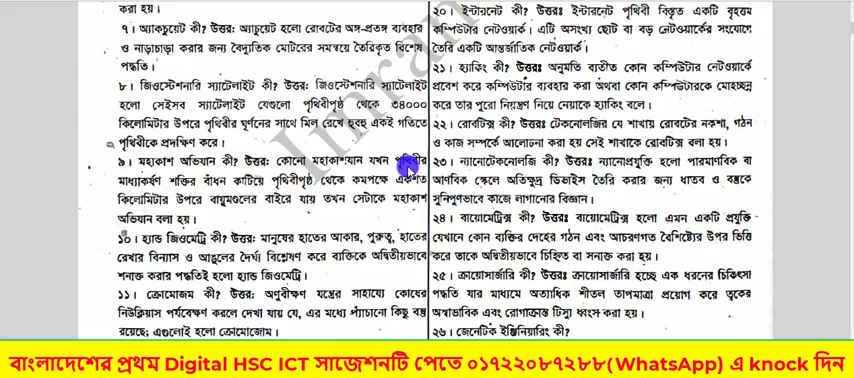 করা হয়।
৭। অ্যাকচুয়েট কী? উত্তর: অ্যাচুয়েট হলো রোবটের অঙ্গ-প্রতঙ্গ ব্যবহার
ও নাড়াচাড়া করার জন্য বৈদ্যুতিক মোটরের সমন্বয়ে তৈরিকৃত বিশেষ
পদ্ধতি।
৮। জিওস্টেশনারি স্যাটেলাইট কী? উত্তর: জিওস্টেশনারি স্যাটেলাইট
হলো সেইসব স্যাটেলাইট যেগুলো পৃথিবীপৃষ্ঠ থেকে ৩৪০০০
কিলোমিটার উপরে পৃথিবীর ঘূর্ণনের সাথে মিল রেখে হুবহু একই গতিতে
পৃথিবীকে প্রদক্ষিণ করে।
৯। মহাকাশ অভিযান কী? উত্তর: কোনো মহাকাশযান যখন পৃথিবীর
মাধ্যাকর্ষণ শক্তির বাঁধন কাটিয়ে পৃথিবীপৃষ্ঠ থেকে কমপক্ষে একশত
কিলোমিটার উপরে বায়ুমণ্ডলের বাইরে যায় তখন সেটাকে মহাকাশ
অভিযান বলা হয়।
১০। হ্যান্ড জিওমেট্রি কী? উত্তর: মানুষের হাতের আকার, পুরুত্ব, হাতের
রেখার বিন্যাস ও আঙুলের দৈর্ঘ্য বিশ্লেষণ করে ব্যক্তিকে অদ্বিতীয়ভাবে
শনাক্ত করার পদ্ধতিই হলো হ্যান্ড জিওমেট্রি।
১১। ক্রোমোজম কী? উত্তর: অণুবীক্ষণ যন্ত্রের সাহায্যে কোষের
নিউক্লিয়াস পর্যবেক্ষণ করলে দেখা যায় যে, এর মধ্যে প্যাঁচানো কিছু বস্তু
রয়েছে; এগুলোই হলো ক্রোমোজোম।
২০। ইন্টারনেট কী? উত্তরঃ ইন্টারনেট পৃথিবী বিস্তৃত একটি বৃহত্তম
কম্পিউটার নেটওয়ার্ক। এটি অসংখ্য ছোট বা বড় নেটওয়ার্কের সংযোগে
তৈরি একটি আন্তর্জাতিক নেটওয়ার্ক।
২১। হ্যাকিং কী? উত্তরঃ অনুমতি ব্যতীত কোন কম্পিউটার নেটওয়ার্কে
প্রবেশ করে কম্পিউটার ব্যবহার করা অথবা কোন কম্পিউটারকে মোহাচ্ছন্ন
করে তার পুরো নিয়ন্ত্রণ নিয়ে নেয়াকে হ্যাকিং বলে।
২২। রোবটিক্স কী? উত্তরঃ টেকনোলজির যে শাখায় রোবটের নকশা, গঠন
ও কাজ সম্পর্কে আলোচনা করা হয় সেই শাখাকে রোবটিক্স বলা হয়।
২৩। ন্যানোটেকনোলজি কী? উত্তরঃ ন্যানোপ্রযুক্তি হলো পারমাণবিক বা
আণবিক স্কেলে অতিক্ষুদ্র ডিভাইস তৈরি করার জন্য ধাতব ও বস্তুকে
সুনিপুণভাবে কাজে লাগানোর বিজ্ঞান।
২৪। বায়োমেট্রিক্স কী? উত্তরঃ বায়োমেট্রিক্স হলো এমন একটি প্রযুক্তি
যেখানে কোন ব্যক্তির দেহের গঠন এবং আচরণগত বৈশিষ্ট্যের উপর ভিত্তি
করে তাকে অদ্বিতীয়ভাবে চিহ্নিত বা সনাক্ত করা হয়।
২৫। ক্রায়োসার্জারি কী? উত্তরঃ ক্রায়োসার্জারি হচ্ছে এক ধরনের চিকিত্সা
পদ্ধতি যার মাধ্যমে অত্যাধিক শীতল তাপমাত্রা প্রয়োগ করে ত্বকের
অস্বাভাবিক এবং রোগাক্রান্ত টিস্যু ধ্বংস করা হয়।
২৬। জেনেটিক ইঞ্জিনিয়ারিং কী?
Imran
বাংলাদেশের প্রথম Digital HSC ICT সাজেশনটি পেতে ০১৭২২০৮৭২৮৮(WhatsApp) এ knock দিন